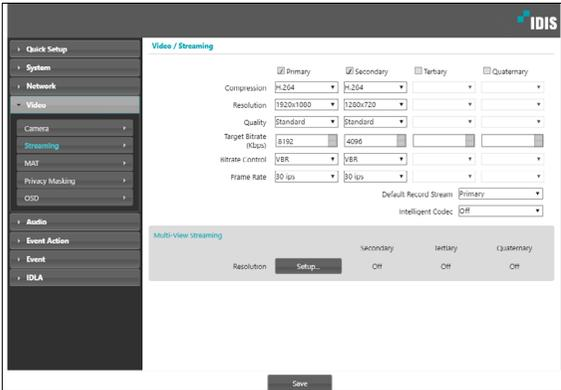 IDIS
Quick Setup
System
Network
Video
Camera
Streaming
MAT
Privacy Masking
OSD
Audio
Event Action
Event
IDLA
Video / Streaming
Primary Secondary Tertiary Quaternary
Compression H.264 H.264
Resolution 1920x1080 1280x720
Quality Standard Standard
Target Bitrate
(Kbps) 8192 4096
Bitrate Control VBR VBR
Frame Rate 30 ips 30 ips
Default Record Stream Primary
Intelligent Codec Off
Multi-View Streaming
Secondary Tertiary Quaternary
Resolution Setup... Off Off Off
Save